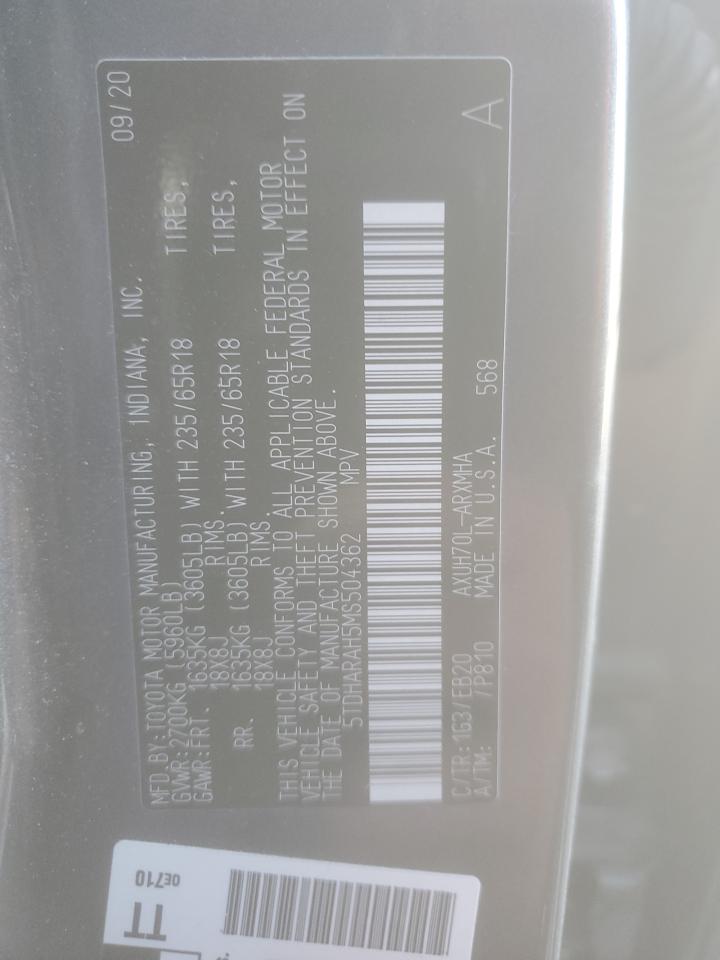 MFD BY:TOYOTA MOTOR MANUFACTURING, INDIANA, INC. 09/20
GVWR:2700KG (5960LB)
GAWR:FRT. 1635KG (3605LB) WITH 235/65R18 TIRES,
18X8J RIMS.
RR. 1635KG (3605LB) WITH 235/65R18 TIRES,
18X8J RIMS.
THIS VEHICLE CONFORMS TO ALL APPLICABLE FEDERAL MOTOR
VEHICLE SAFETY AND THEFT PREVENTION STANDARDS IN EFFECT ON
THE DATE OF MANUFACTURE SHOWN ABOVE.
5TDHARAH5MS504362 MPV
C/TR:1G3/EB20 AXUH70L-ARXMHA A
A/TM: /P810 MADE IN U.S.A. 568
0E710